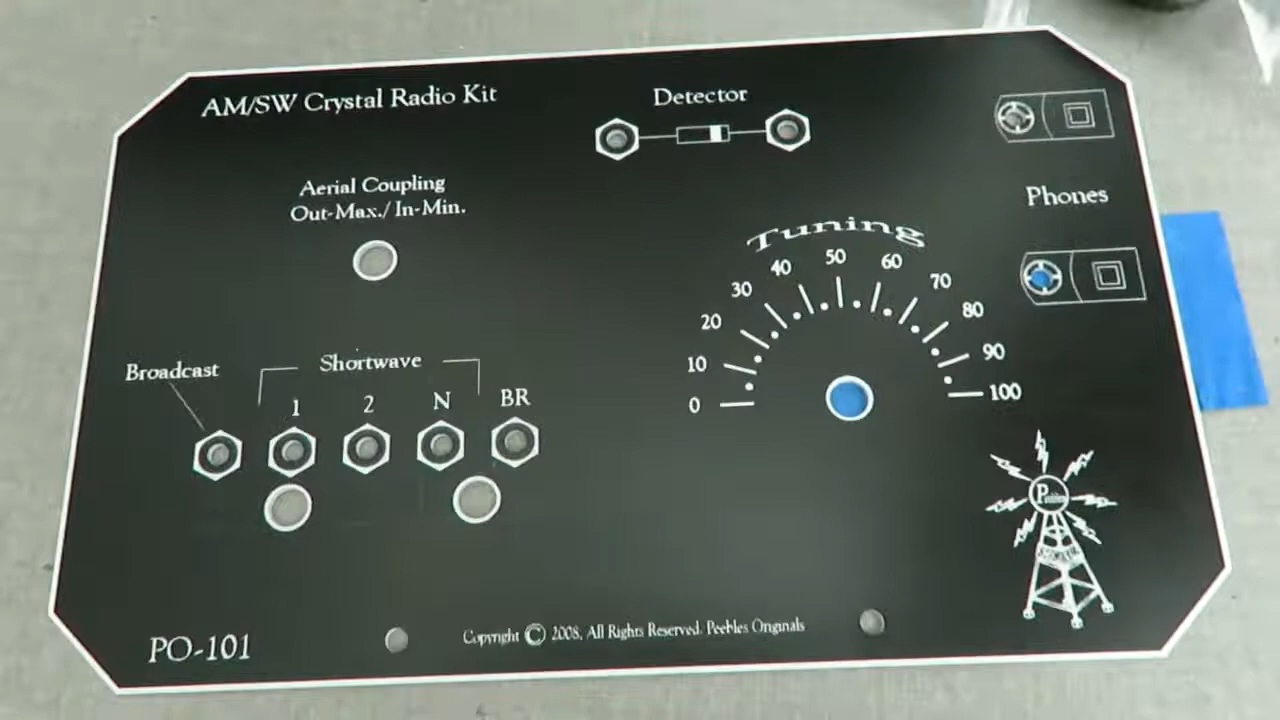 AM/SW Crystal Radio Kit
Detector
Aerial Coupling
Out-Max./In-Min.
Phones
Tuning
0 10 20 30 40 50 60 70 80 90 100
Broadcast
Shortwave
1 2 N BR
PO-101
Copyright © 2008, All Rights Reserved. Peebles Originals